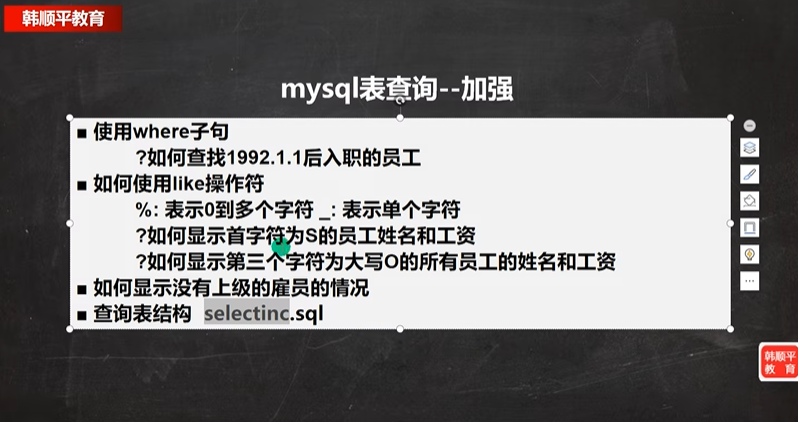 韩顺平教育
mysql表查询--加强
■ 使用where子句
?如何查找1992.1.1后入职的员工
■ 如何使用like操作符
%: 表示0到多个字符 _: 表示单个字符
?如何显示首字符为S的员工姓名和工资
?如何显示第三个字符为大写O的所有员工的姓名和工资
■ 如何显示没有上级的雇员的情况
■ 查询表结构 selectinc.sql
韩顺平
教 育